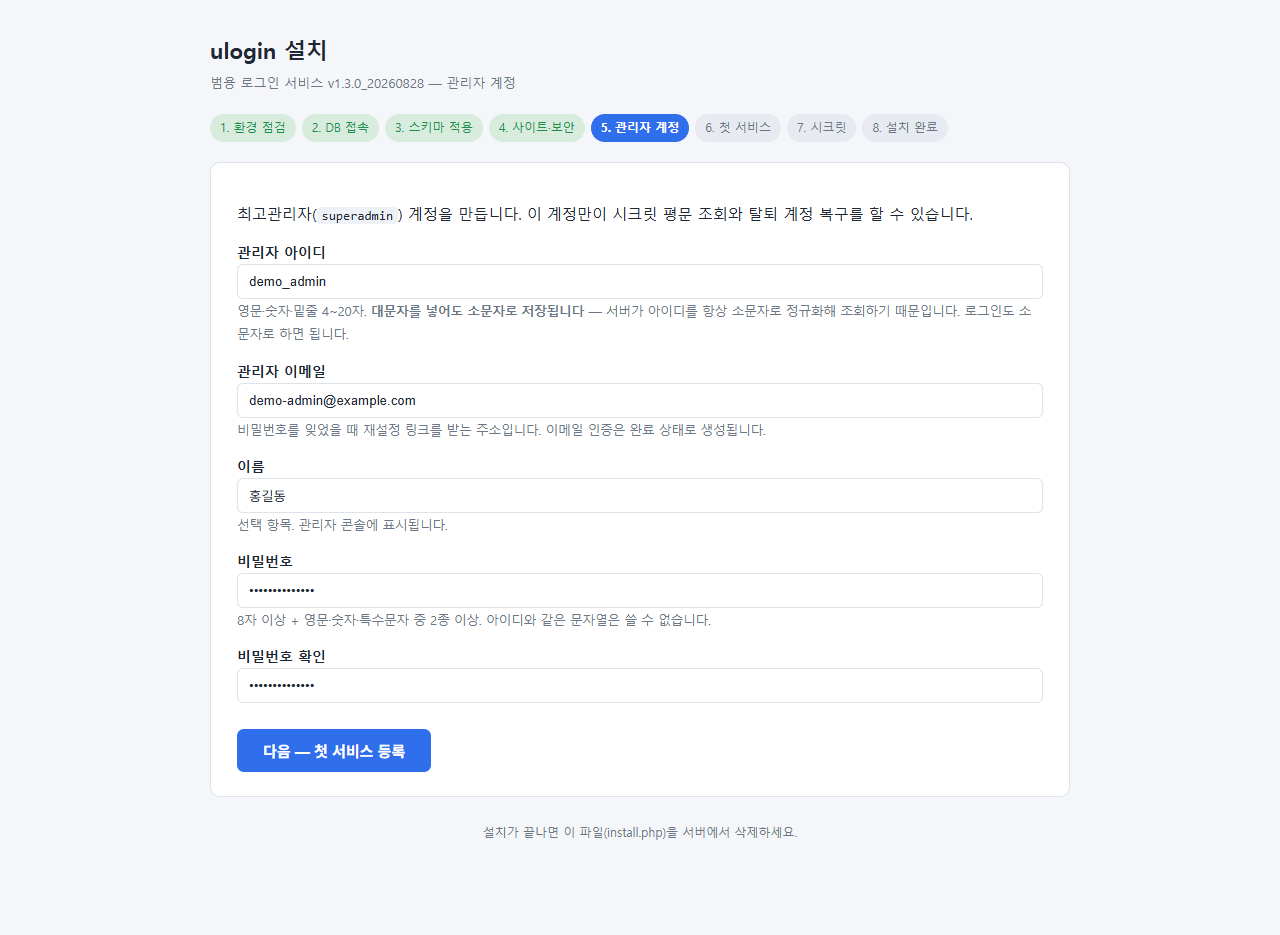 ulogin 설치
범용 로그인 서비스 v1.3.0_20260828 — 관리자 계정
1. 환경 점검
2. DB 접속
3. 스키마 적용
4. 사이트·보안
5. 관리자 계정
6. 첫 서비스
7. 시크릿
8. 설치 완료
최고관리자(superadmin) 계정을 만듭니다. 이 계정만이 시크릿 평문 조회와 탈퇴 계정 복구를 할 수 있습니다.
관리자 아이디
demo_admin
영문·숫자·밑줄 4~20자. 대문자를 넣어도 소문자로 저장됩니다 — 서버가 아이디를 항상 소문자로 정규화해 조회하기 때문입니다. 로그인도 소
문자로 하면 됩니다.
관리자 이메일
demo-admin@example.com
비밀번호를 잊었을 때 재설정 링크를 받는 주소입니다. 이메일 인증은 완료 상태로 생성됩니다.
이름
홍길동
선택 항목. 관리자 콘솔에 표시됩니다.
비밀번호
••••••••••••••
8자 이상 + 영문·숫자·특수문자 중 2종 이상. 아이디와 같은 문자열은 쓸 수 없습니다.
비밀번호 확인
••••••••••••••
다음 — 첫 서비스 등록
설치가 끝나면 이 파일(install.php)을 서버에서 삭제하세요.